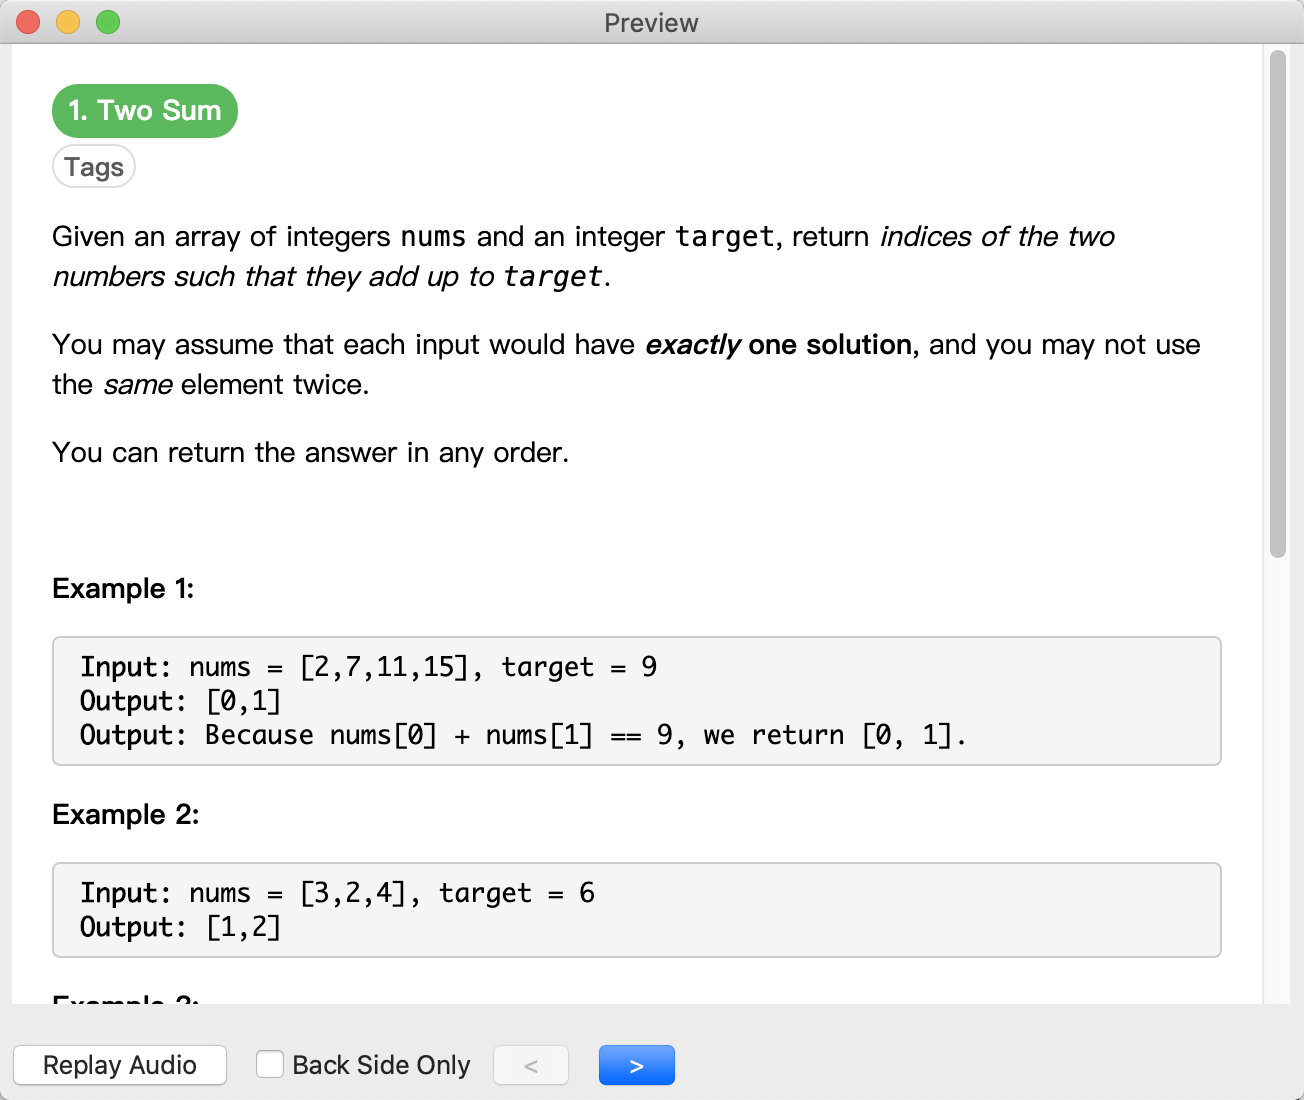 Preview
1. Two Sum
Tags
Given an array of integers nums and an integer target, return indices of the two
numbers such that they add up to target.
You may assume that each input would have exactly one solution, and you may not use
the same element twice.
You can return the answer in any order.
Example 1:
Input: nums = [2,7,11,15], target = 9
Output: [0,1]
Output: Because nums[0] + nums[1] == 9, we return [0, 1].
Example 2:
Input: nums = [3,2,4], target = 6
Output: [1,2]
Replay Audio
Back Side Only
<
>